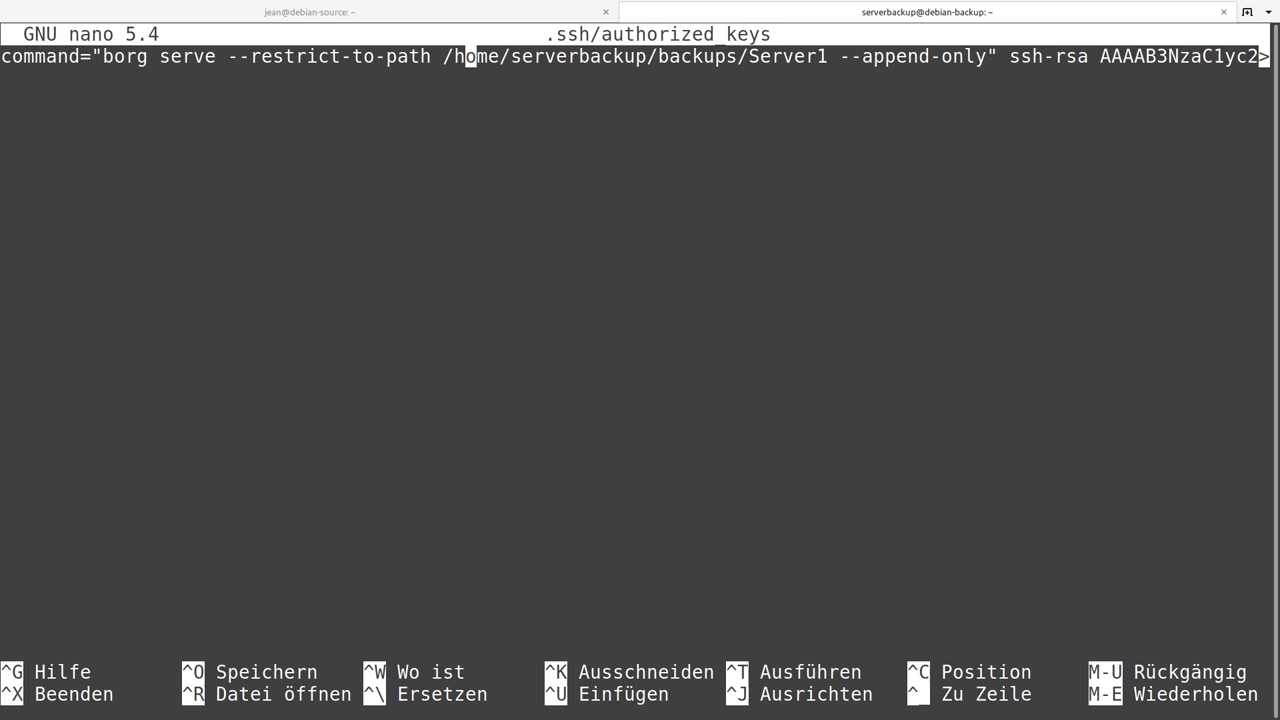 jean@debian-source: ~ × serverbackup@debian-backup: ~ ×
GNU nano 5.4 .ssh/authorized_keys
command="borg serve --restrict-to-path /home/serverbackup/backups/Server1 --append-only" ssh-rsa AAAAB3NzaC1yc2>
^G Hilfe ^O Speichern ^W Wo ist ^K Ausschneiden ^T Ausführen ^C Position M-U Rückgängig
^X Beenden ^R Datei öffnen ^\ Ersetzen ^U Einfügen ^J Ausrichten ^_ Zu Zeile M-E Wiederholen